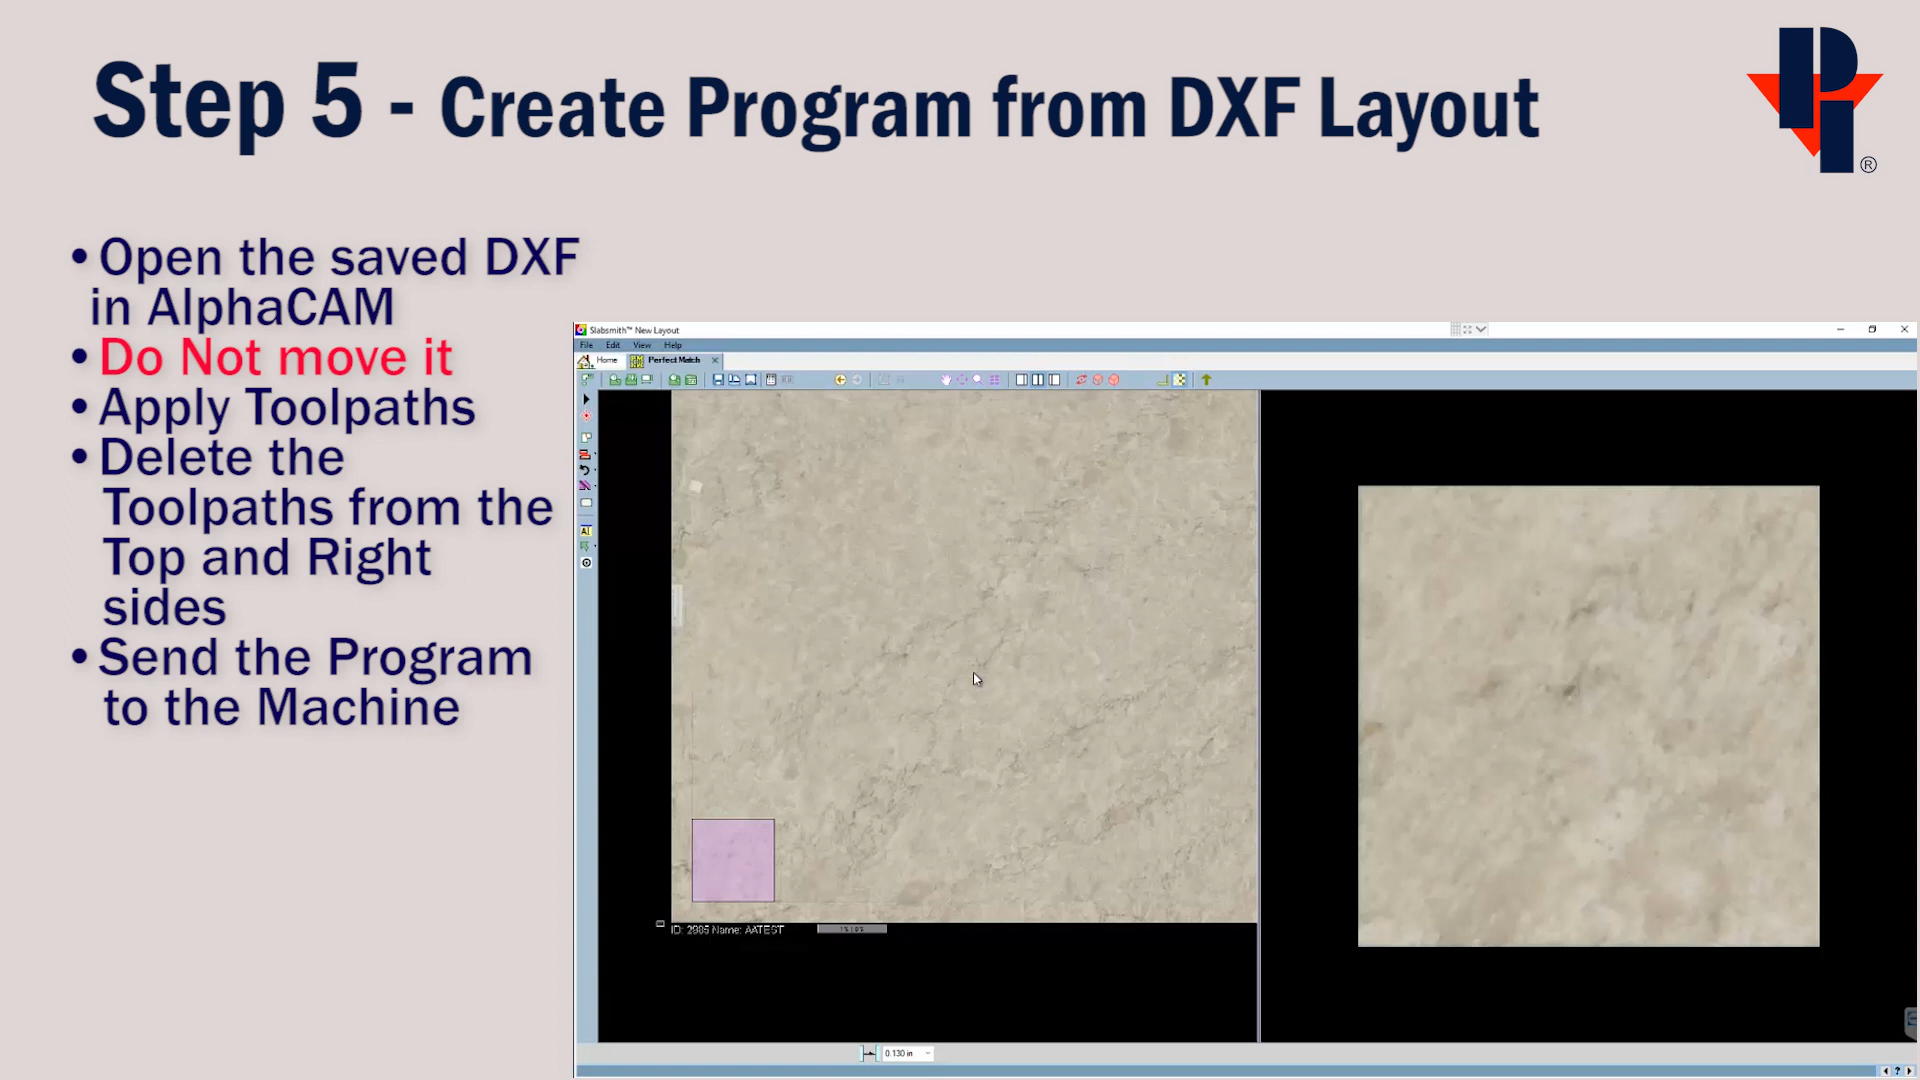 Step 5 - Create Program from DXF Layout
®
• Open the saved DXF
in AlphaCAM
• Do Not move it
• Apply Toolpaths
• Delete the
Toolpaths from the
Top and Right
sides
• Send the Program
to the Machine
Slabsmith™ New Layout
File Edit View Help
Home Perfect Match
AI
ID: 2985 Name: AATEST
0.130 in